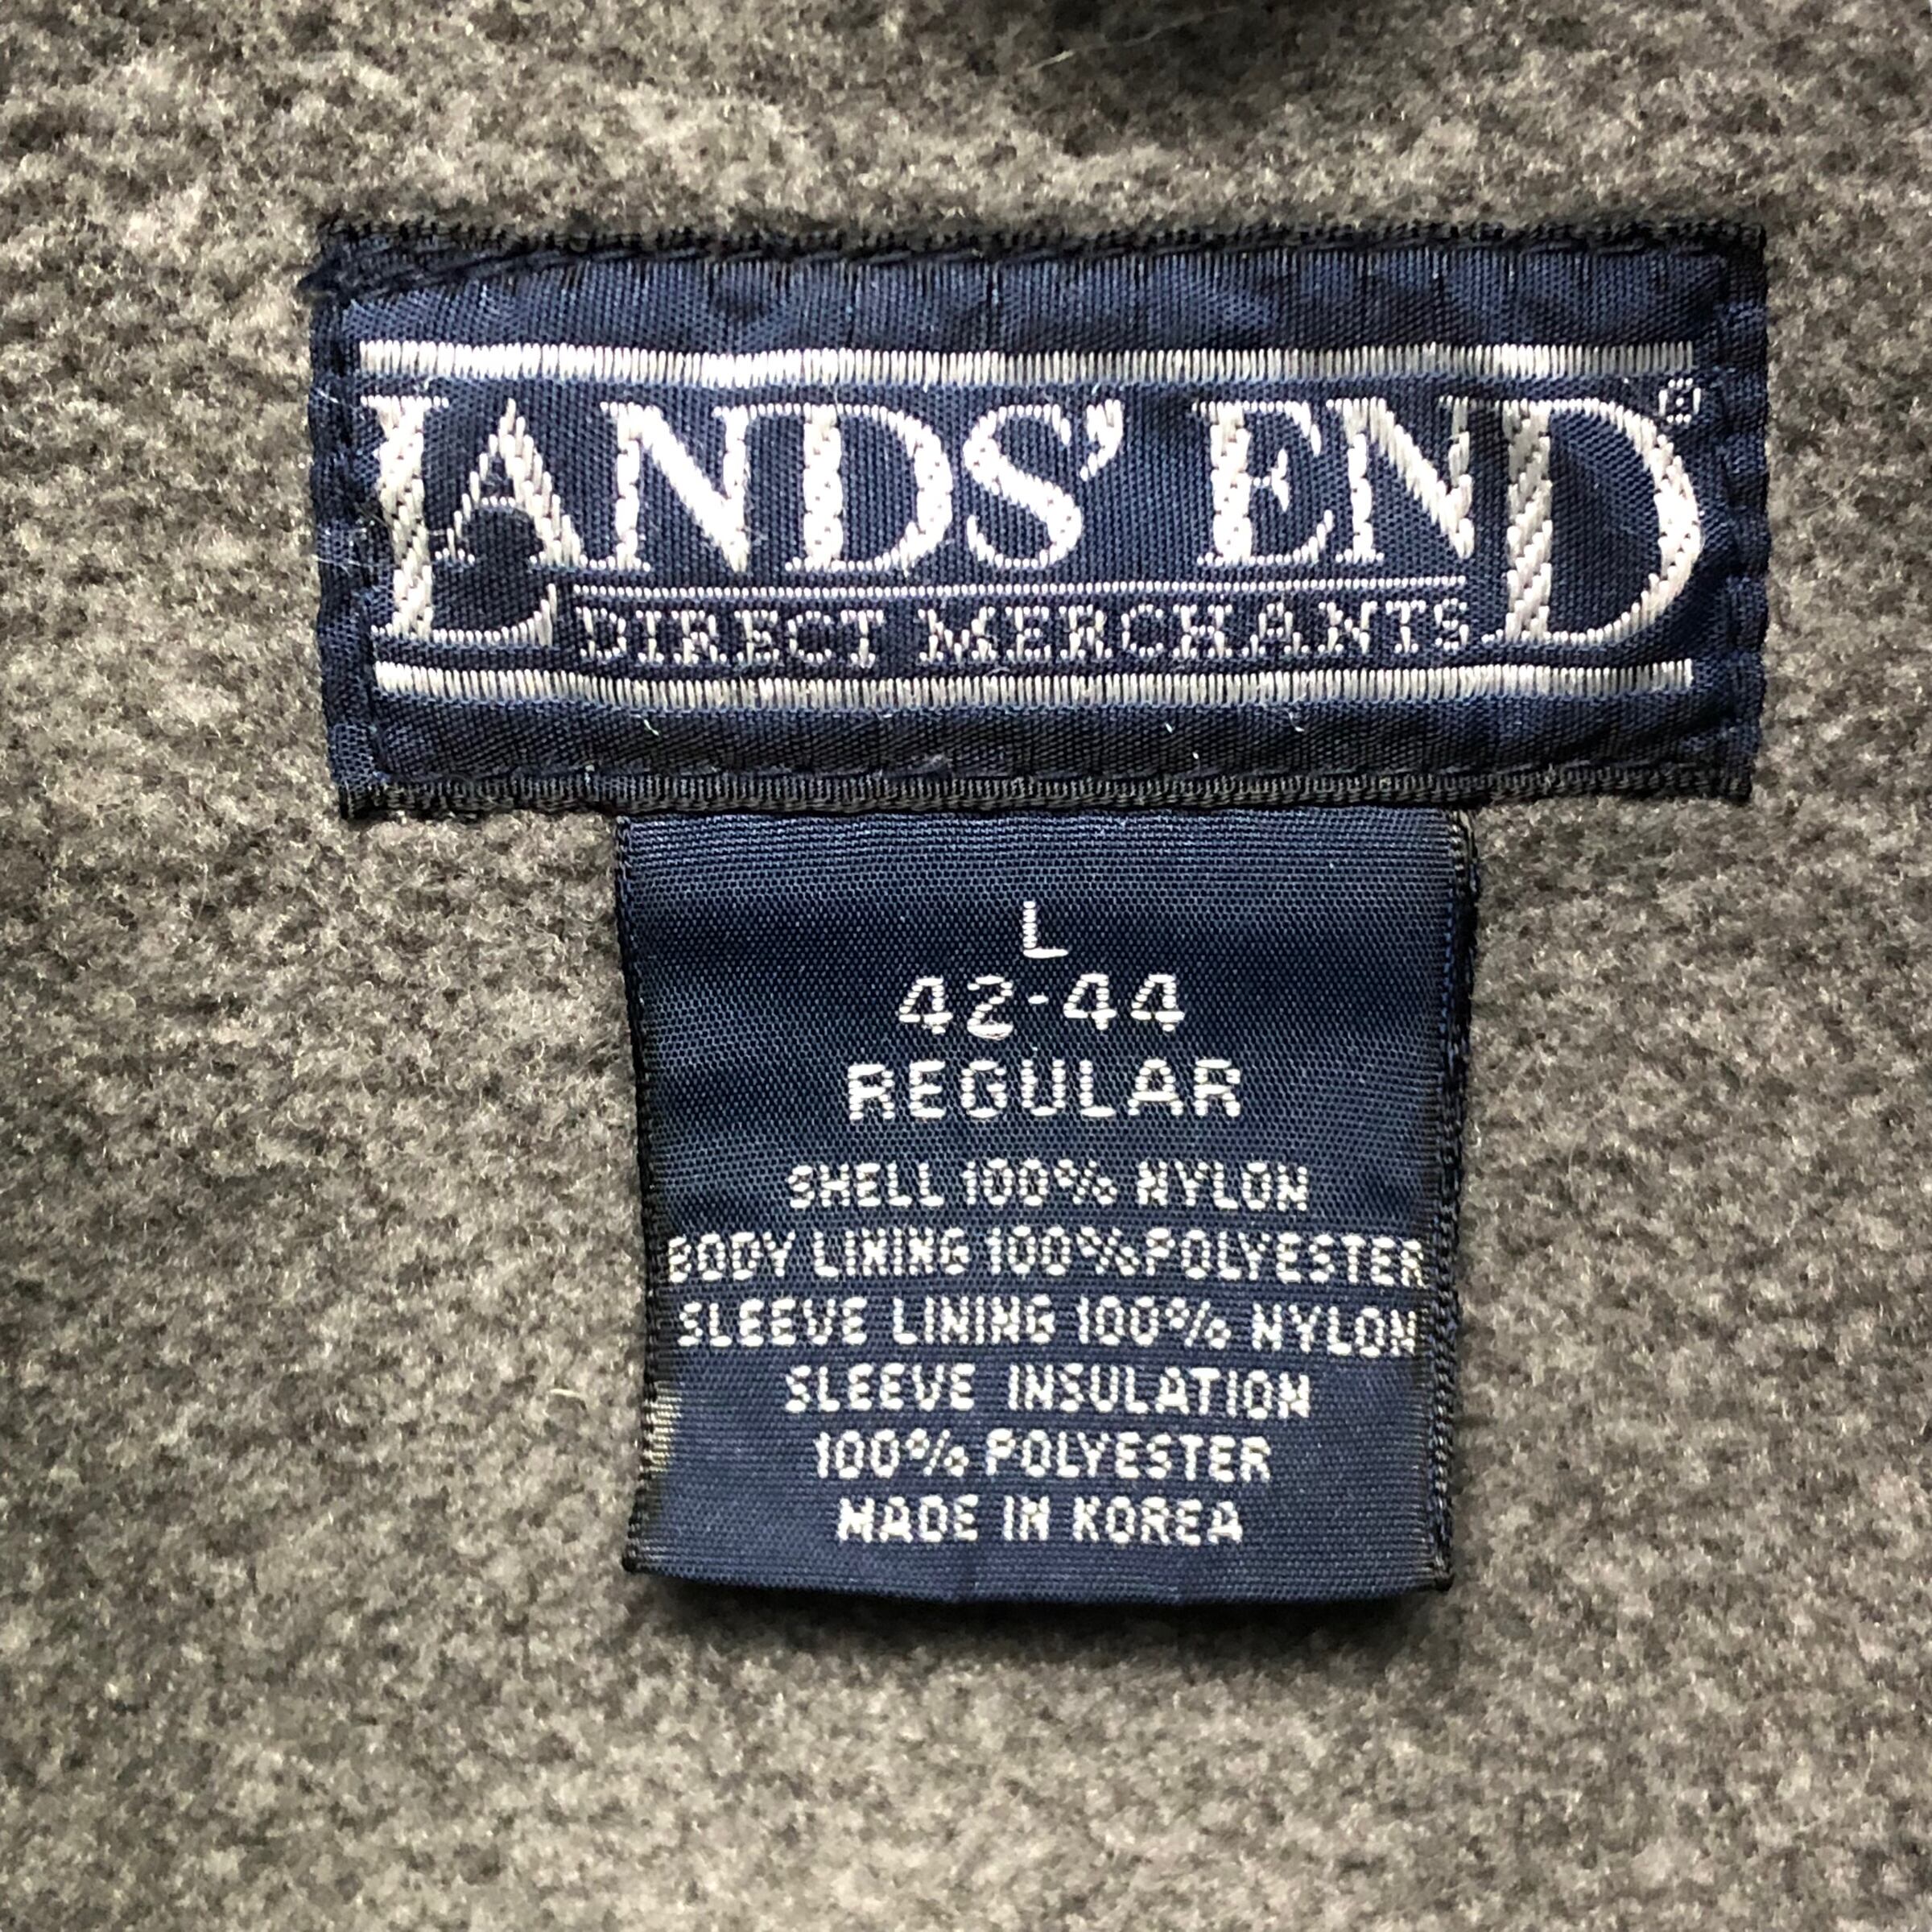 LANDS' END®
DIRECT MERCHANTS
L
42-44
REGULAR
SHELL 100% NYLON
BODY LINING 100% POLYESTER
SLEEVE LINING 100% NYLON
SLEEVE INSULATION
100% POLYESTER
MADE IN KOREA